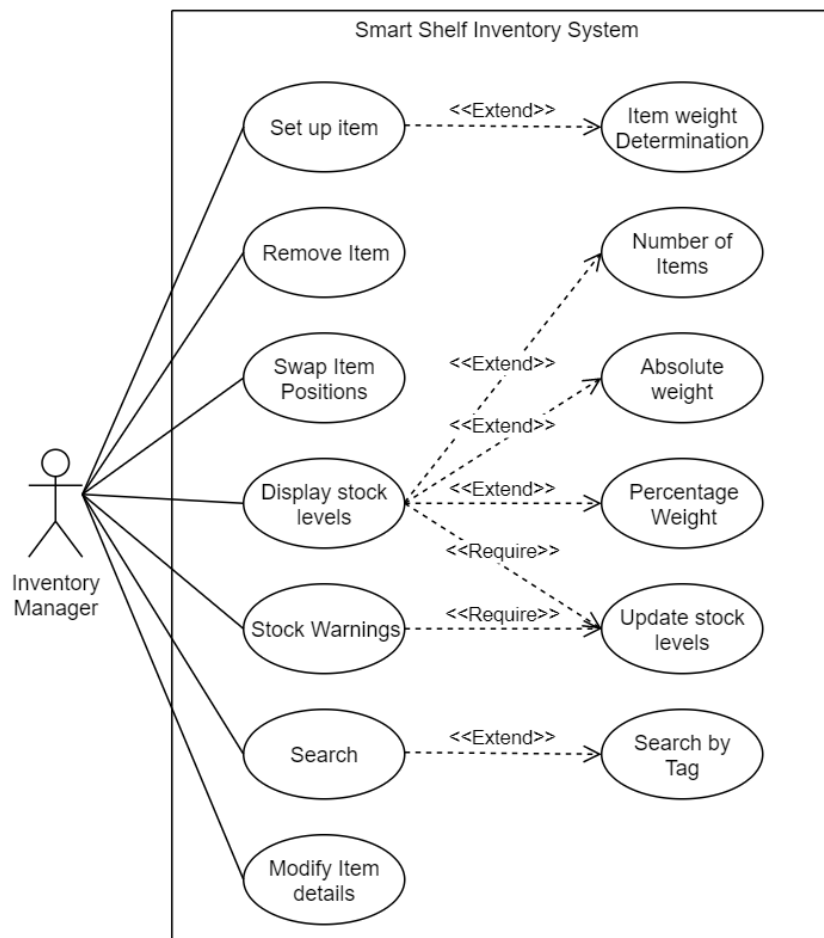 Smart Shelf Inventory System
Set up item
<<Extend>>
Item weight
Determination
Remove Item
Number of
Items
Swap Item
Positions
<<Extend>>
Absolute
weight
<<Extend>>
Display stock
levels
<<Extend>>
Percentage
Weight
<<Require>>
Inventory
Manager
Stock Warnings
<<Require>>
Update stock
levels
Search
<<Extend>>
Search by
Tag
Modify Item
details